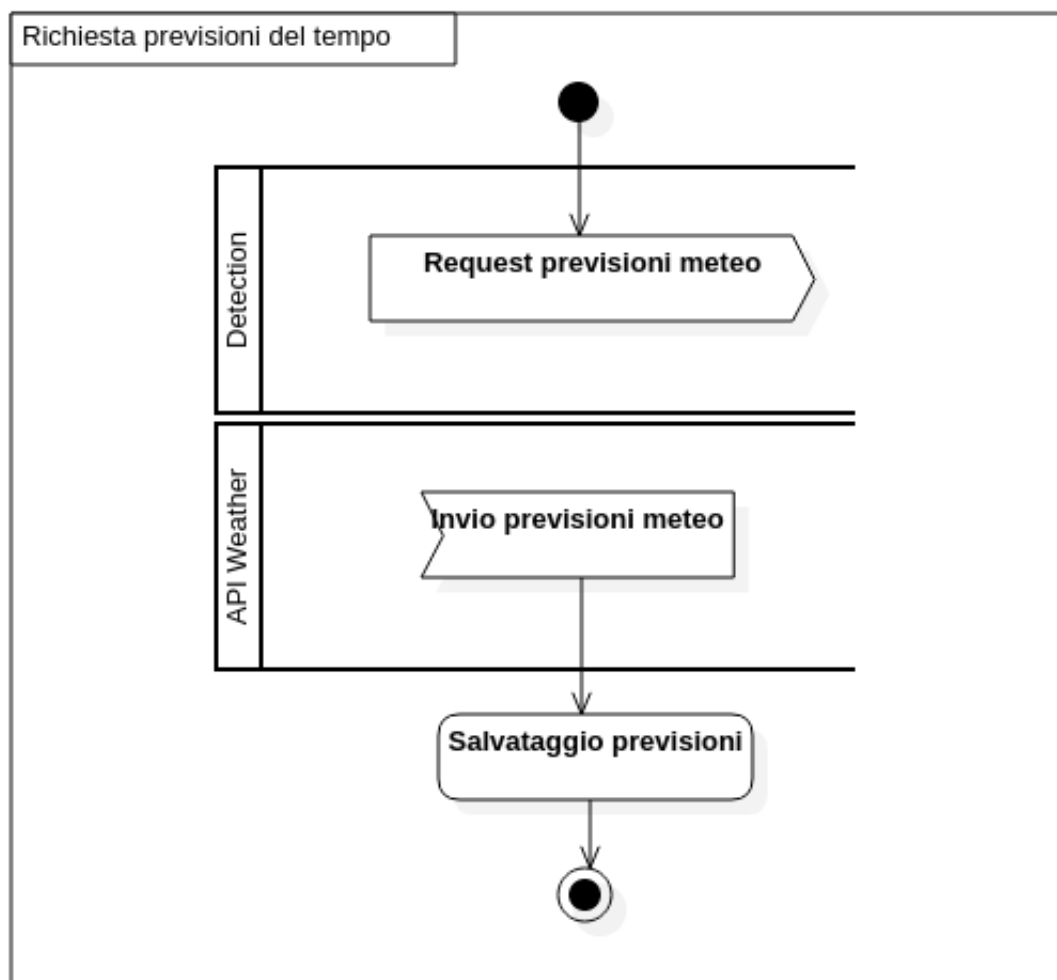 Richiesta previsioni del tempo
Detection
Request previsioni meteo
API Weather
Invio previsioni meteo
Salvataggio previsioni